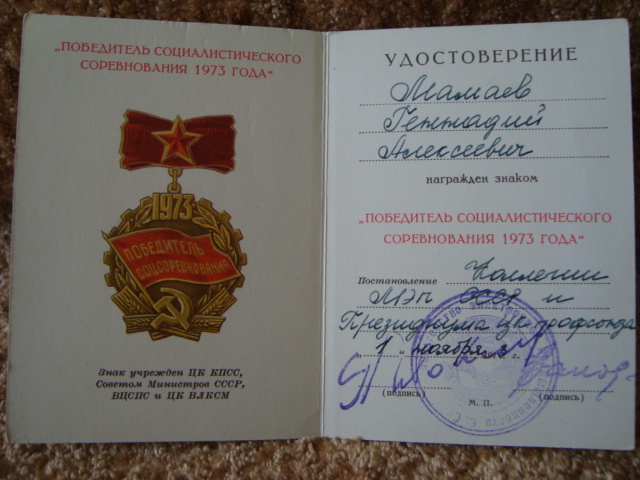 „ПОБЕДИТЕЛЬ СОЦИАЛИСТИЧЕСКОГО
СОРЕВНОВАНИЯ 1973 ГОДА“
1973
ПОБЕДИТЕЛЬ
СОЦСОРЕВНОВАНИЯ
Знак учрежден ЦК КПСС,
Советом Министров СССР,
ВЦСПС и ЦК ВЛКСМ
УДОСТОВЕРЕНИЕ
Мамаев
Геннадий
Алексеевич
награжден знаком
„ПОБЕДИТЕЛЬ СОЦИАЛИСТИЧЕСКОГО
СОРЕВНОВАНИЯ 1973 ГОДА“
Постановление Коллегии
МЭП СССР и
Президиума ЦК профсоюза
1 „ ноября г.
(подпись) М. П. (подпись)